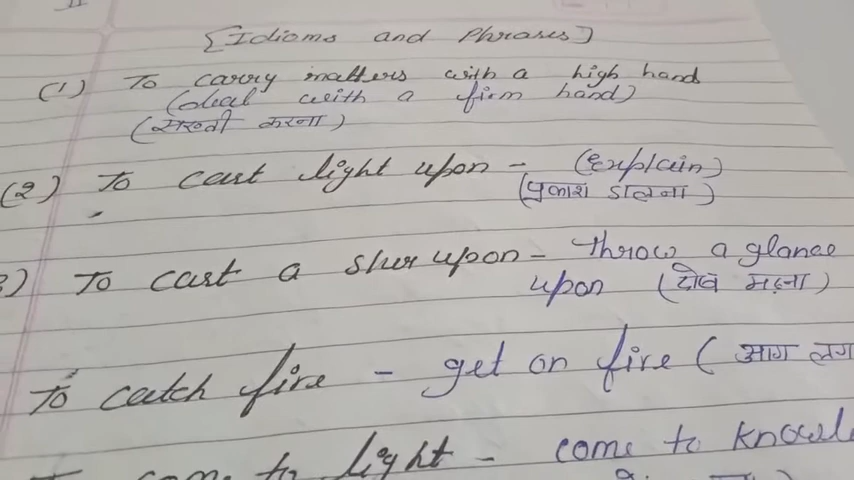 {Idioms and Phrases}
(1) To carry matters with a high hand
(deal with a firm hand)
(सख्ती करना)
(2) To cast light upon - (Explain)
(प्रकाश डालना)
To cast a slur upon - Throw a glance
upon (दोष मढ़ना)
To catch fire - get on fire (आग लग
come to light - come to knowl